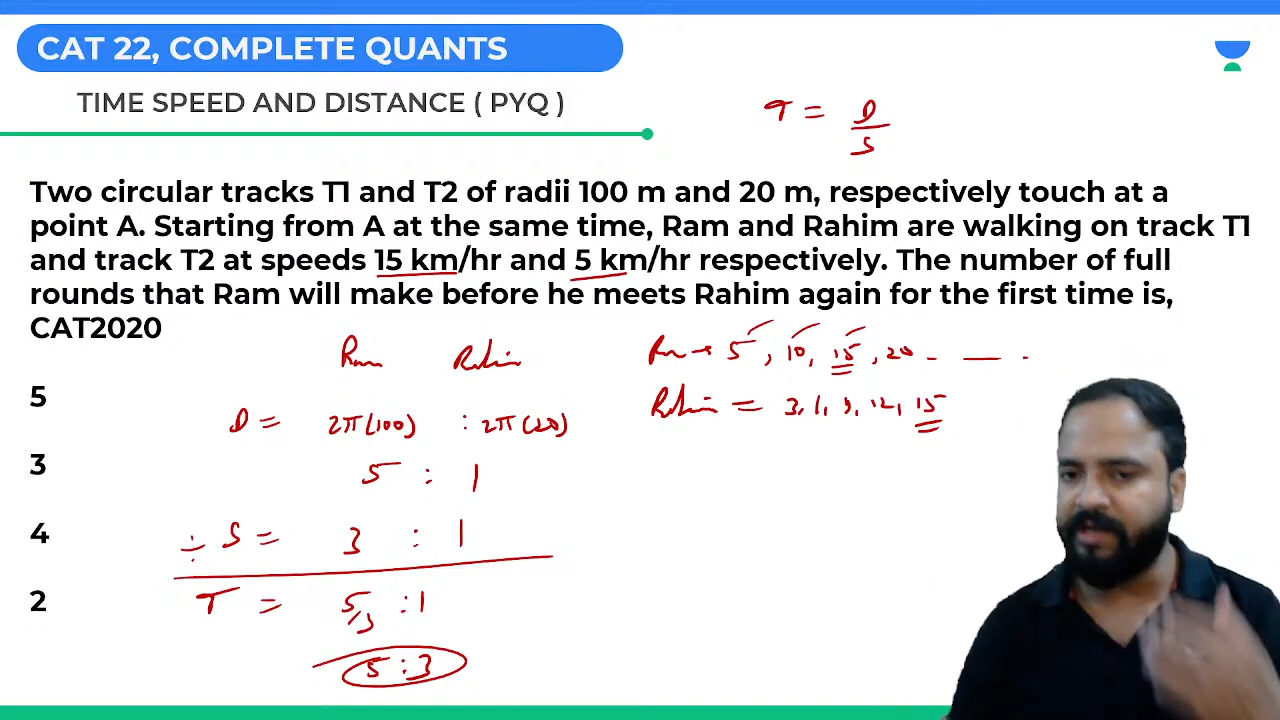 CAT 22, COMPLETE QUANTS
TIME SPEED AND DISTANCE ( PYQ )
T = D/S
Two circular tracks T1 and T2 of radii 100 m and 20 m, respectively touch at a
point A. Starting from A at the same time, Ram and Rahim are walking on track T1
and track T2 at speeds 15 km/hr and 5 km/hr respectively. The number of full
rounds that Ram will make before he meets Rahim again for the first time is,
CAT2020
5
3
4
2
Ram Rahim
D = 2π(100) : 2π(20)
5 : 1
÷ S = 3 : 1
T = 5/3 : 1
5 : 3
Ram → 5, 10, 15, 20 - — -
Rahim = 3, 9, 12, 15